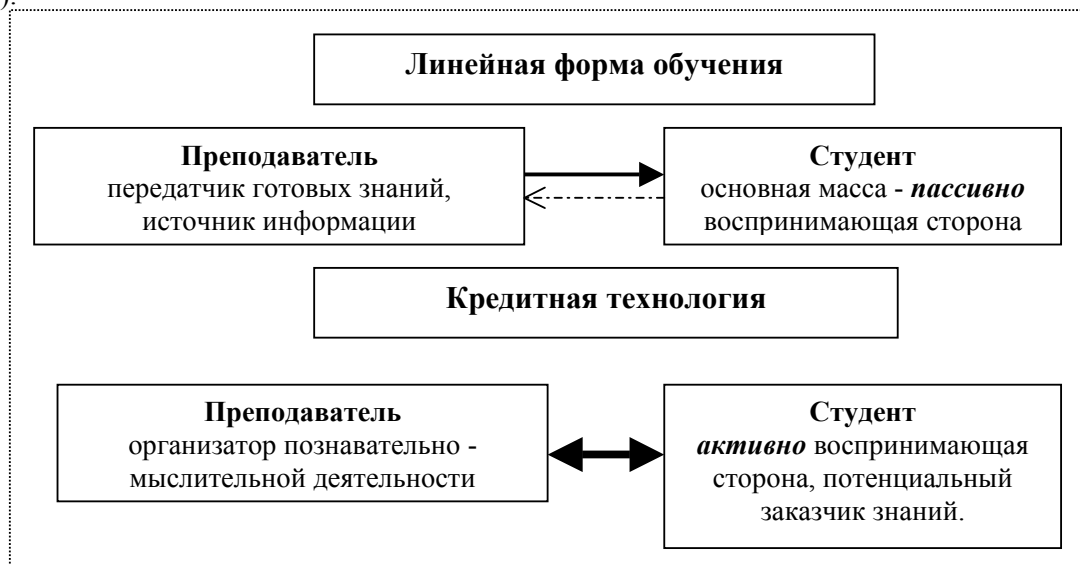 ).
Линейная форма обучения
Преподаватель
передатчик готовых знаний,
источник информации
Студент
основная масса - пассивно
воспринимающая сторона
Кредитная технология
Преподаватель
организатор познавательно -
мыслительной деятельности
Студент
активно воспринимающая
сторона, потенциальный
заказчик знаний.